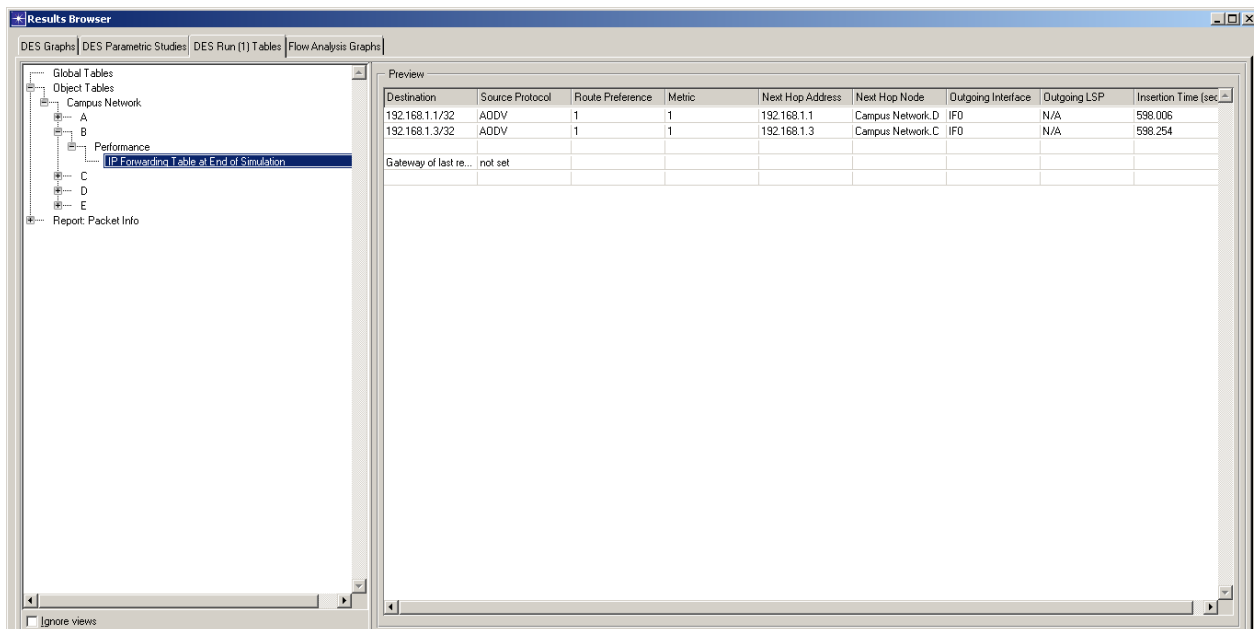 Results Browser
DES Graphs DES Parametric Studies DES Run (1) Tables Flow Analysis Graphs
Global Tables
Object Tables
Campus Network
A
B
Performance
IP Forwarding Table at End of Simulation
C
D
E
Report: Packet Info
Ignore views
Preview
Destination Source Protocol Route Preference Metric Next Hop Address Next Hop Node Outgoing Interface Outgoing LSP Insertion Time (sec
192.168.1.1/32 AODV 1 1 192.168.1.1 Campus Network.D IF0 N/A 598.006
192.168.1.3/32 AODV 1 1 192.168.1.3 Campus Network.C IF0 N/A 598.254
Gateway of last re... not set